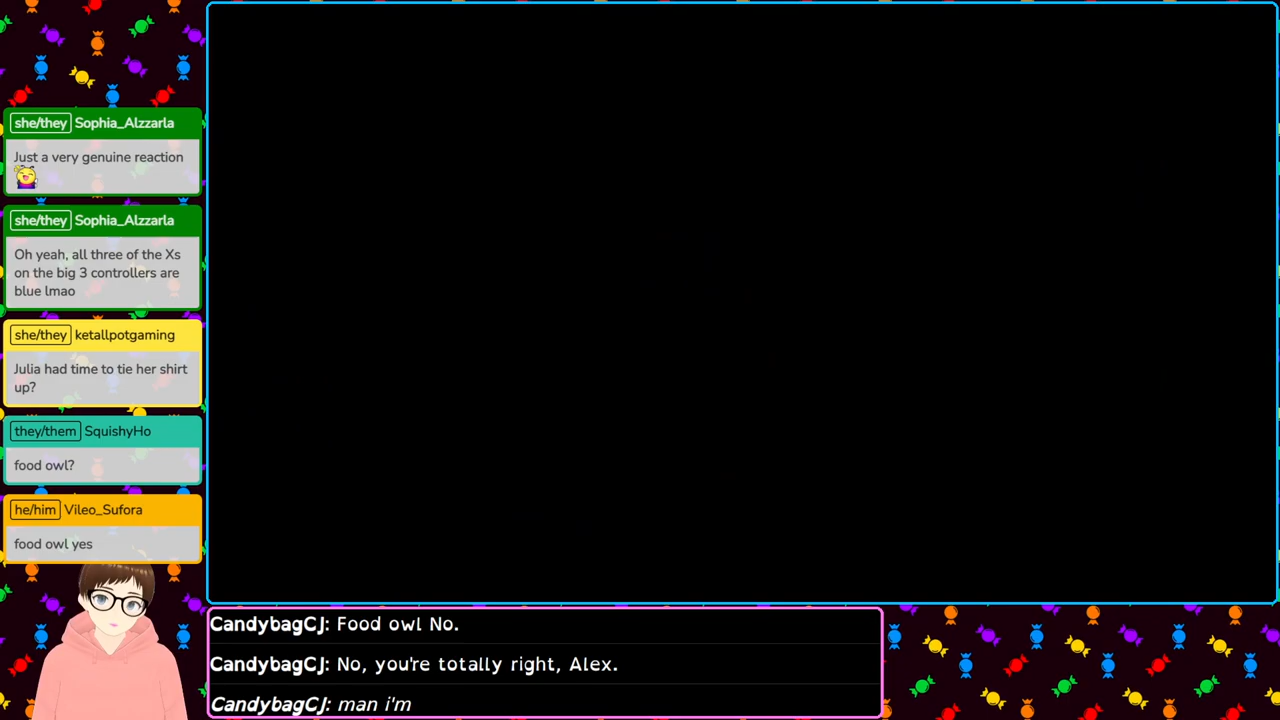 she/they Sophia_Alzzarla
Just a very genuine reaction
she/they Sophia_Alzzarla
Oh yeah, all three of the Xs
on the big 3 controllers are
blue lmao
she/they ketallpotgaming
Julia had time to tie her shirt
up?
they/them SquishyHo
food owl?
he/him Vileo_Sufora
food owl yes
CandybagCJ: Food owl No.
CandybagCJ: No, you're totally right, Alex.
CandybagCJ: man i'm